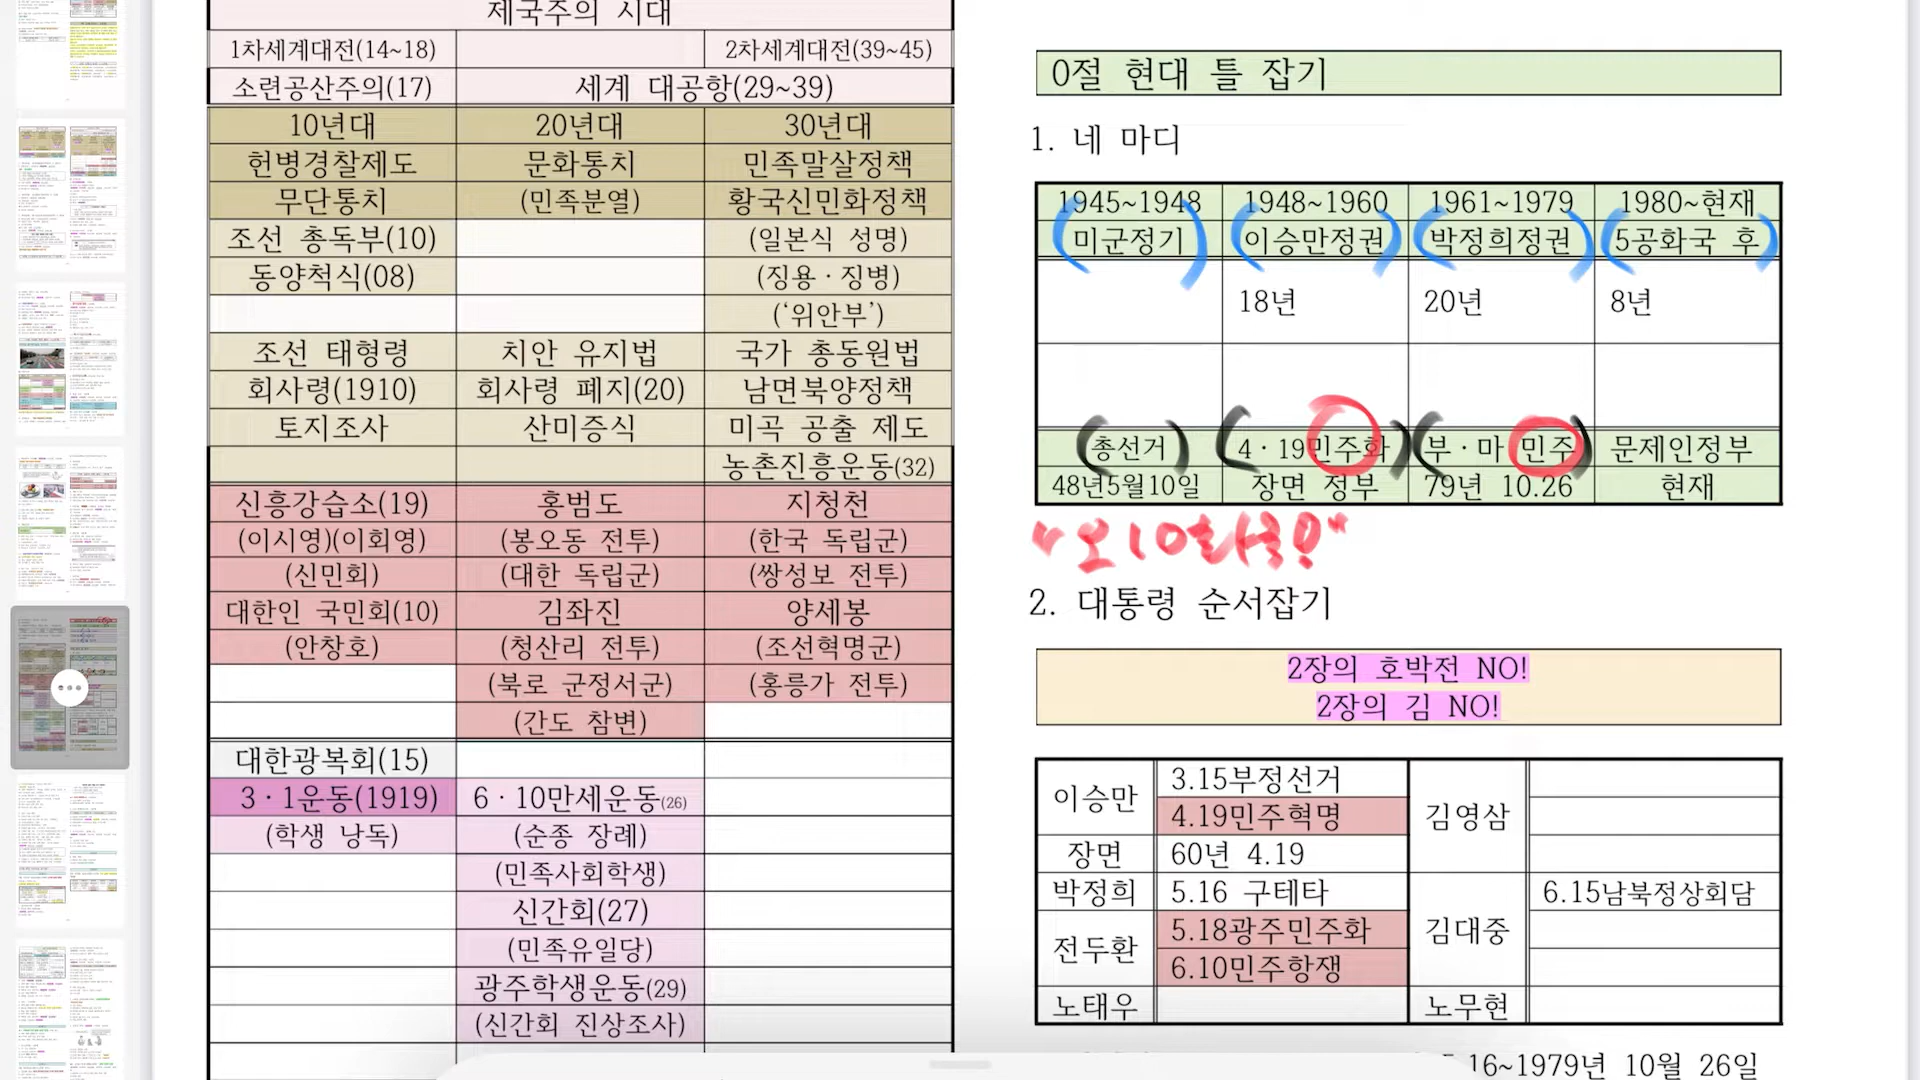 제국주의 시대
1차세계대전(14~18) 2차세계대전(39~45)
소련공산주의(17) 세계 대공항(29~39)
10년대 20년대 30년대
헌병경찰제도 문화통치 민족말살정책
무단통치 (민족분열) 황국신민화정책
조선 총독부(10) (일본식 성명)
동양척식(08) (징용·징병)
(‘위안부’)
조선 태형령 치안 유지법 국가 총동원법
회사령(1910) 회사령 폐지(20) 남면북양정책
토지조사 산미증식 미곡 공출 제도
농촌진흥운동(32)
신흥강습소(19) 홍범도 지청천
(이시영)(이회영) (봉오동 전투) (한국 독립군)
(신민회) (대한 독립군) (쌍성보 전투)
대한인 국민회(10) 김좌진 양세봉
(안창호) (청산리 전투) (조선혁명군)
(북로 군정서군) (흥릉가 전투)
(간도 참변)
대한광복회(15)
3·1운동(1919) 6·10만세운동(26)
(학생 낭독) (순종 장례)
(민족사회학생)
신간회(27)
(민족유일당)
광주학생운동(29)
(신간회 진상조사)
0절 현대 틀 잡기
1. 네 마디
1945~1948 1948~1960 1961~1979 1980~현재
미군정기 이승만정권 박정희정권 5공화국 후
18년 20년 8년
총선거 4·19민주화 부·마 민주 문제인정부
48년5월10일 장면 정부 79년 10.26 현재
2. 대통령 순서잡기
2장의 호박전 NO!
2장의 김 NO!
이승만 3.15부정선거 김영삼
4.19민주혁명
장면 60년 4.19
박정희 5.16 구테타 김대중 6.15남북정상회담
전두환 5.18광주민주화
6.10민주항쟁
노태우 노무현
16~1979년 10월 26일